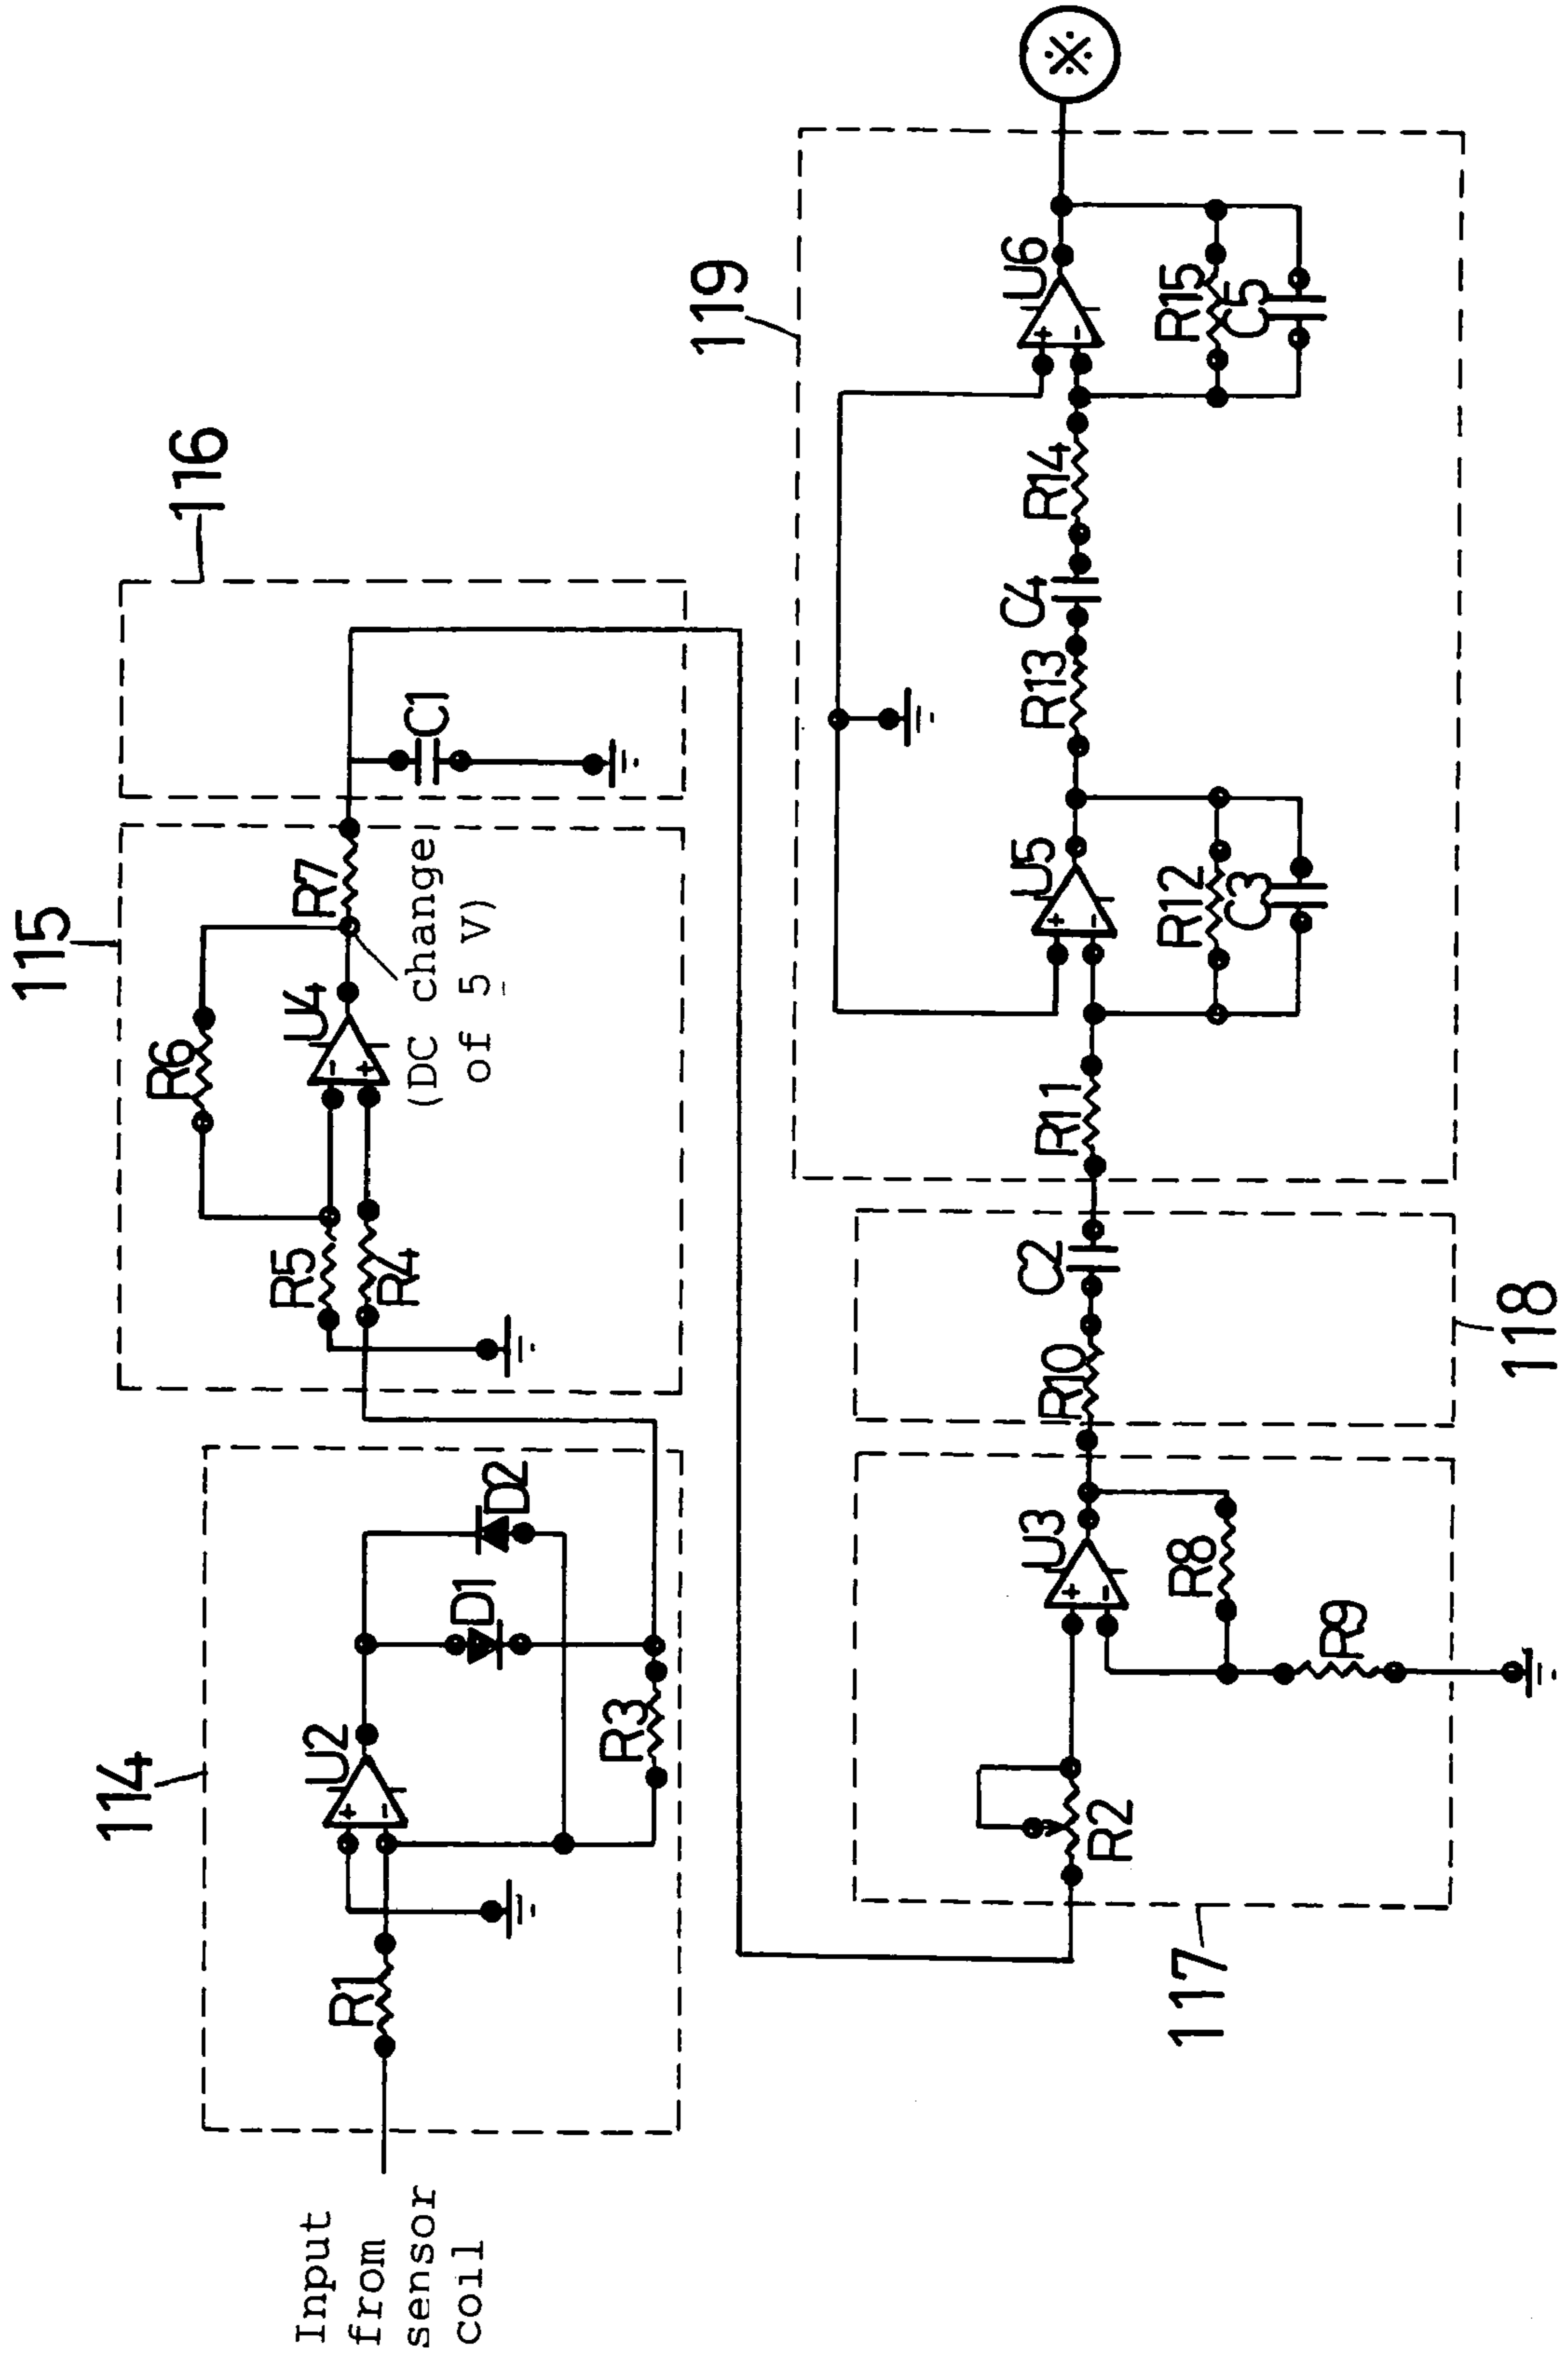 114
115
116
Input
from
sensor
coil
R1
U2
+
-
D1
D2
R3
R5
R4
R6
U4
-
+
R7
(DC change
of 5 V)
C1
117
118
119
R2
U3
+
-
R8
R9
R10
C2
R11
U5
+
-
R12
C3
R13
C4
R14
U6
+
-
R15
C5
※